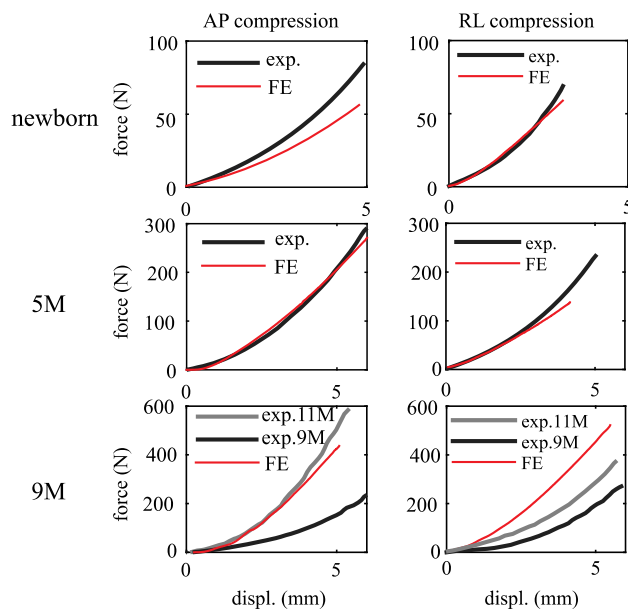 AP compression
RL compression
newborn
force (N)
100
50
0
0
5
exp.
FE
100
50
0
0
5
exp.
FE
5M
force (N)
300
200
100
0
0
5
exp.
FE
300
200
100
0
0
5
exp.
FE
9M
force (N)
600
400
200
0
0
5
exp.11M
exp.9M
FE
displ. (mm)
600
400
200
0
0
5
exp.11M
exp.9M
FE
displ. (mm)